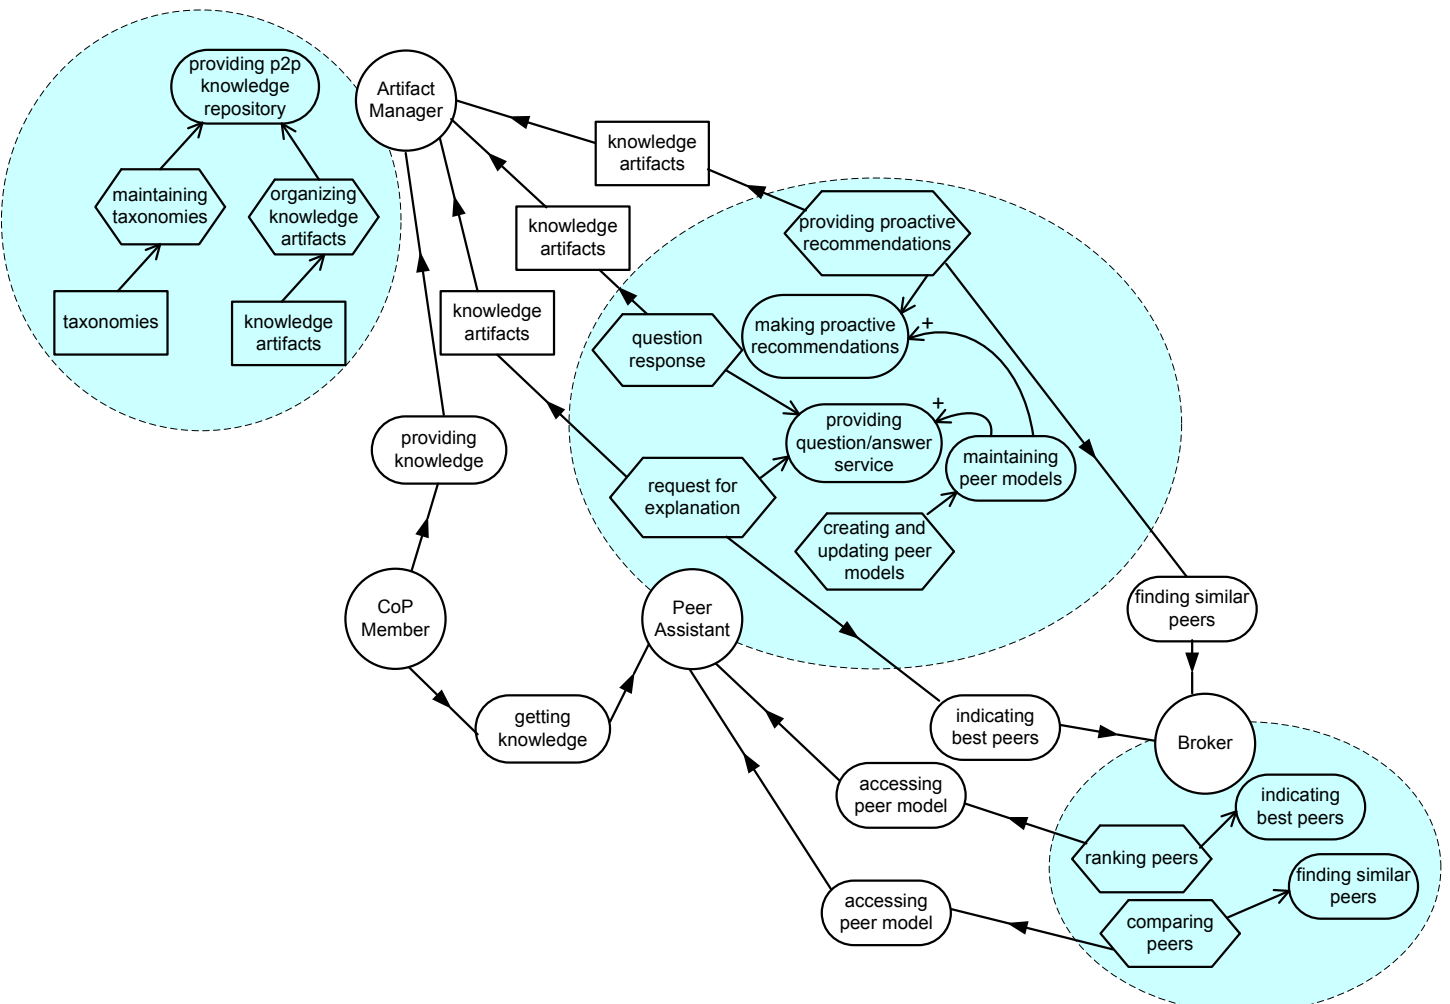 providing p2p
knowledge
repository
Artifact
Manager
maintaining
taxonomies
organizing
knowledge
artifacts
taxonomies
knowledge
artifacts
knowledge
artifacts
knowledge
artifacts
knowledge
artifacts
providing proactive
recommendations
making proactive
recommendations
+
question
response
providing
question/answer
service
+
maintaining
peer models
request for
explanation
creating and
updating peer
models
providing
knowledge
CoP
Member
Peer
Assistant
getting
knowledge
finding similar
peers
indicating
best peers
Broker
accessing
peer model
accessing
peer model
indicating
best peers
ranking peers
finding similar
peers
comparing
peers